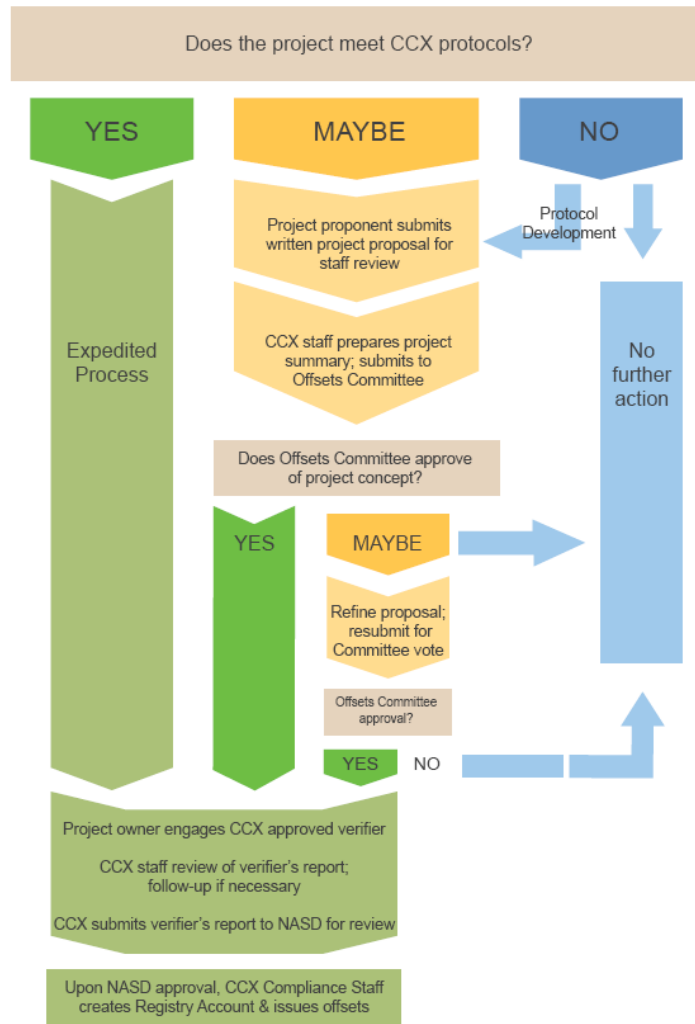 Does the project meet CCX protocols?
YES
MAYBE
NO
Project proponent submits
written project proposal for
staff review
Protocol
Development
CCX staff prepares project
summary; submits to
Offsets Committee
Expedited
Process
No
further
action
Does Offsets Committee approve
of project concept?
YES
MAYBE
Refine proposal;
resubmit for
Committee vote
Offsets Committee
approval?
YES
NO
Project owner engages CCX approved verifier
CCX staff review of verifier's report;
follow-up if necessary
CCX submits verifier's report to NASD for review
Upon NASD approval, CCX Compliance Staff
creates Registry Account & issues offsets